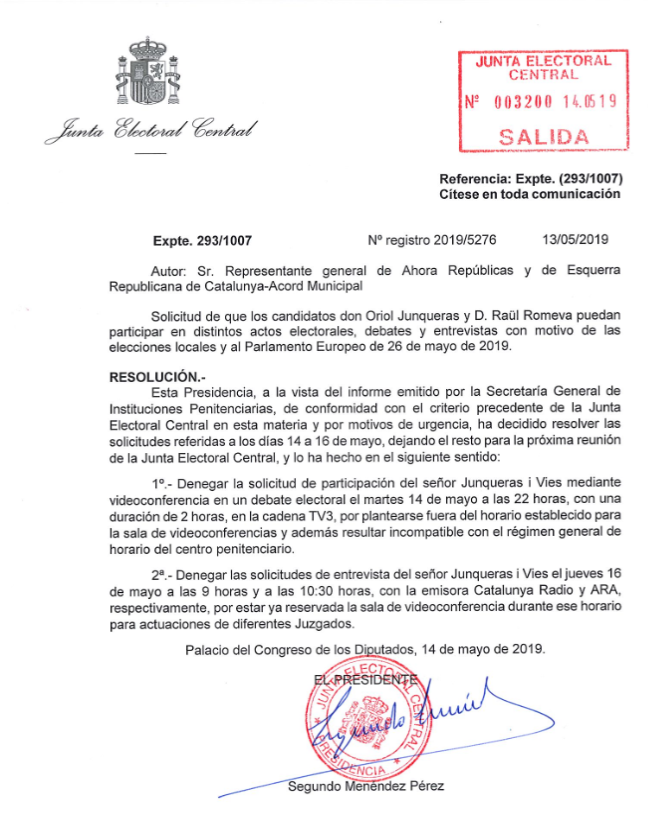 Junta Electoral Central
JUNTA ELECTORAL
CENTRAL
Nº 003200 14.0519
SALIDA
Referencia: Expte. (293/1007)
Cítese en toda comunicación
Expte. 293/1007 Nº registro 2019/5276 13/05/2019
Autor: Sr. Representante general de Ahora Repúblicas y de Esquerra
Republicana de Catalunya-Acord Municipal
Solicitud de que los candidatos don Oriol Junqueras y D. Raül Romeva puedan
participar en distintos actos electorales, debates y entrevistas con motivo de las
elecciones locales y al Parlamento Europeo de 26 de mayo de 2019.
RESOLUCIÓN.-
Esta Presidencia, a la vista del informe emitido por la Secretaría General de
Instituciones Penitenciarias, de conformidad con el criterio precedente de la Junta
Electoral Central en esta materia y por motivos de urgencia, ha decidido resolver las
solicitudes referidas a los días 14 a 16 de mayo, dejando el resto para la próxima reunión
de la Junta Electoral Central, y lo ha hecho en el siguiente sentido:
1º.- Denegar la solicitud de participación del señor Junqueras i Vies mediante
videoconferencia en un debate electoral el martes 14 de mayo a las 22 horas, con una
duración de 2 horas, en la cadena TV3, por plantearse fuera del horario establecido para
la sala de videoconferencias y además resultar incompatible con el régimen general de
horario del centro penitenciario.
2ª.- Denegar las solicitudes de entrevista del señor Junqueras i Vies el jueves 16
de mayo a las 9 horas y a las 10:30 horas, con la emisora Catalunya Radio y ARA,
respectivamente, por estar ya reservada la sala de videoconferencia durante ese horario
para actuaciones de diferentes Juzgados.
Palacio del Congreso de los Diputados, 14 de mayo de 2019.
EL PRESIDENTE
JUNTA ELECTORAL CENTRAL
PRESIDENCIA
Segundo Menéndez Pérez